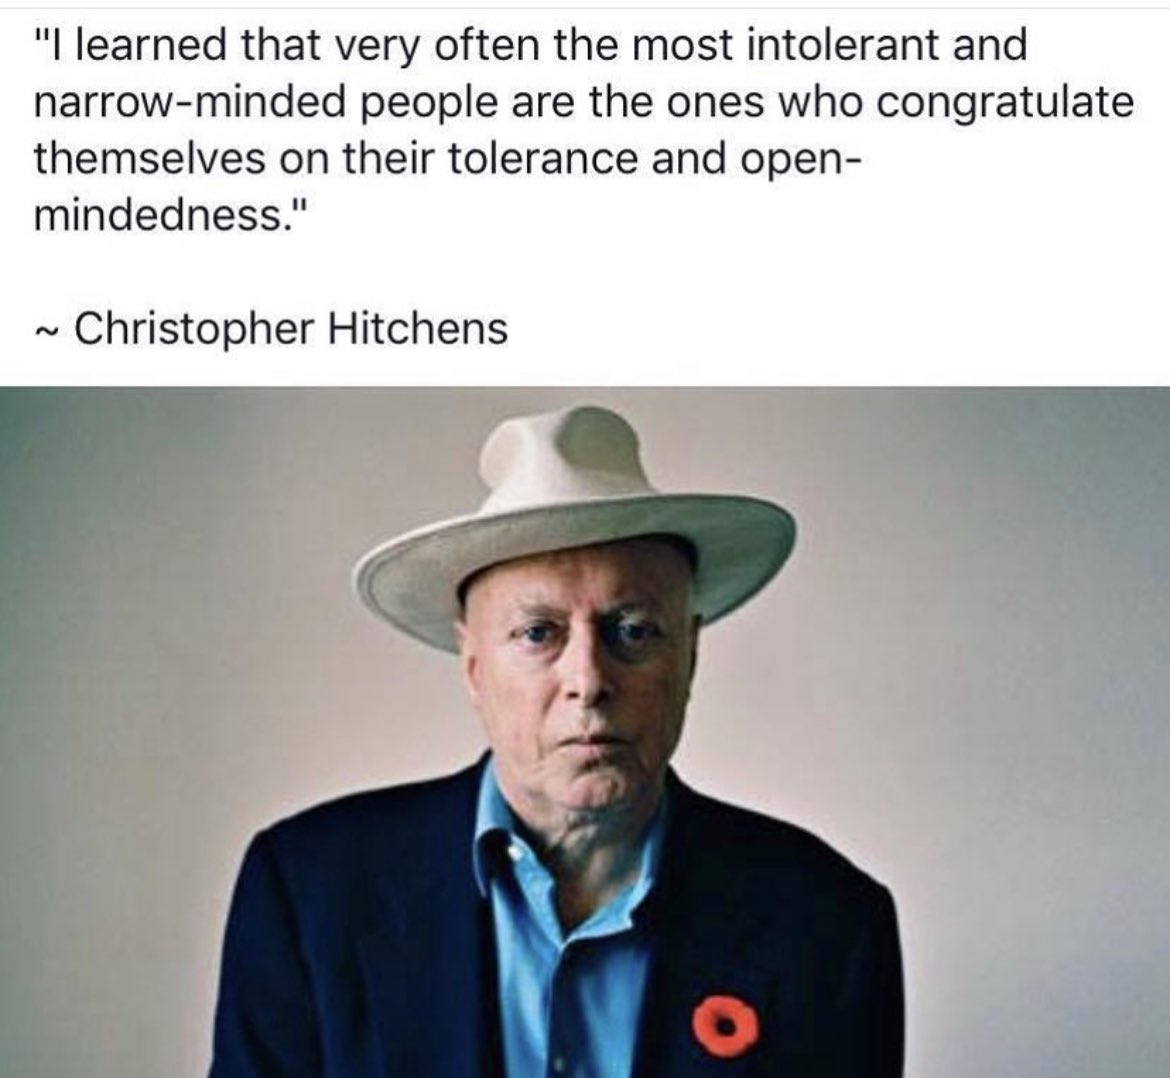 "I learned that very often the most intolerant and
narrow-minded people are the ones who congratulate
themselves on their tolerance and open-
mindedness."
~ Christopher Hitchens